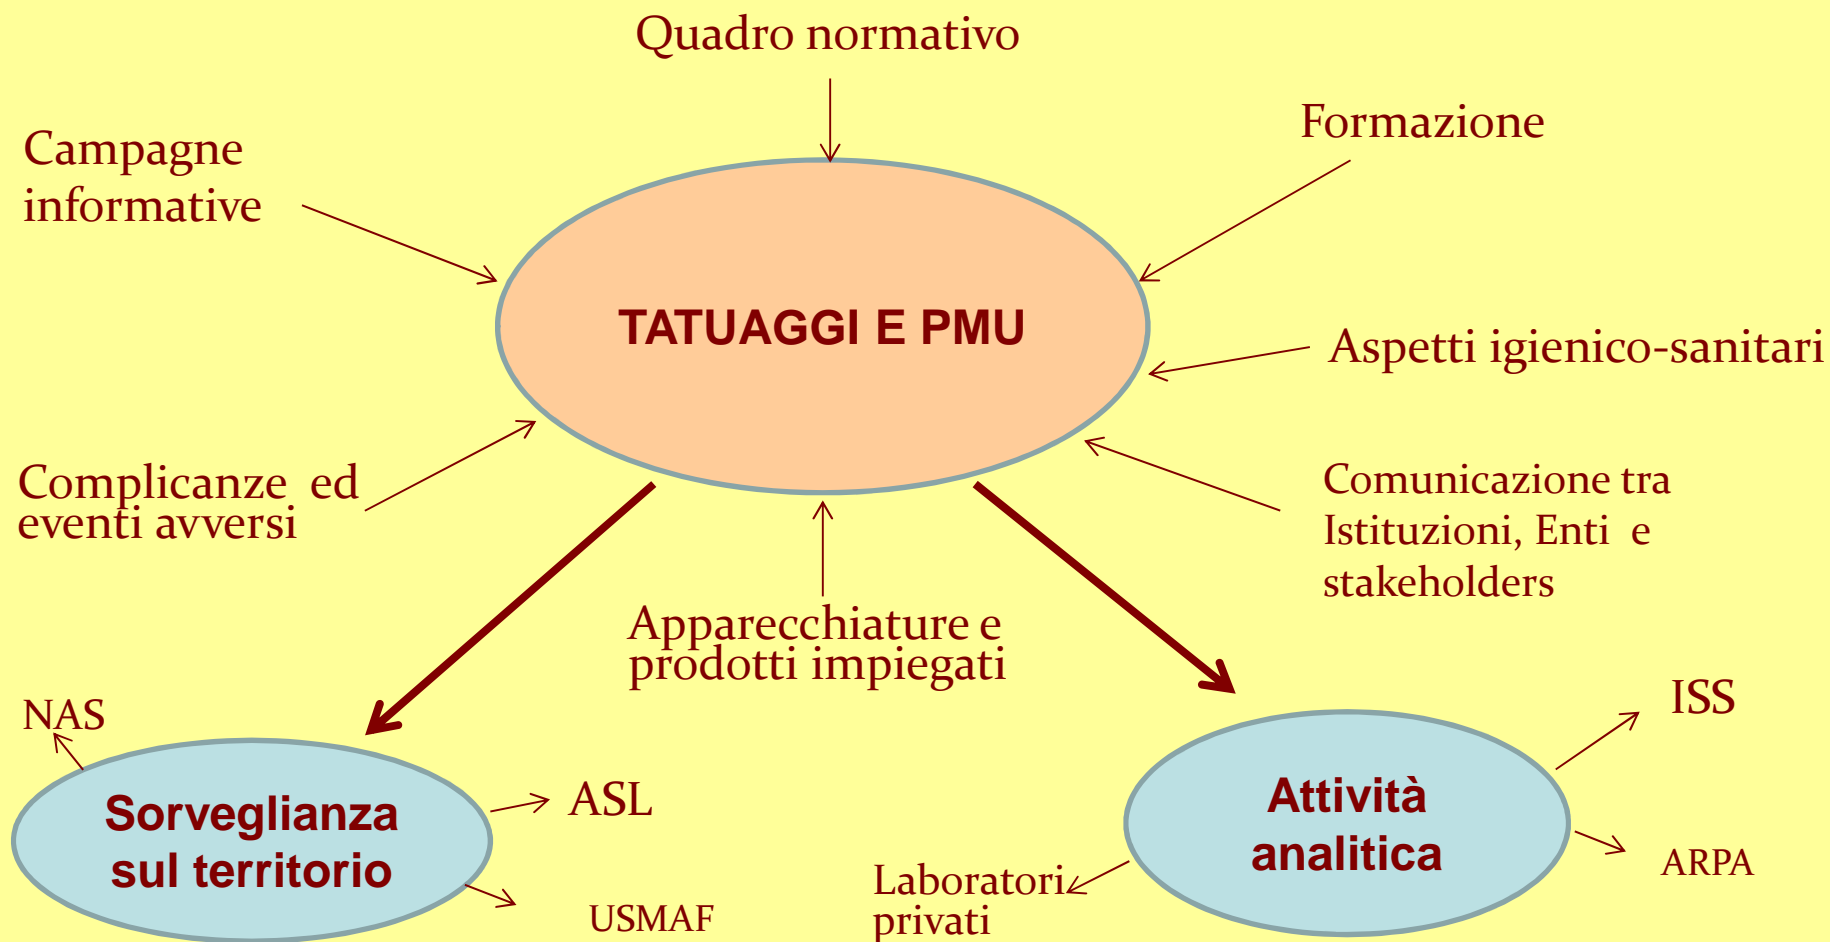 Quadro normativo
Formazione
Campagne
informative
TATUAGGI E PMU
Aspetti igienico-sanitari
Complicanze ed
eventi avversi
Comunicazione tra
Istituzioni, Enti e
stakeholders
Apparecchiature e
prodotti impiegati
NAS
ISS
Sorveglianza
sul territorio
ASL
USMAF
Attività
analitica
Laboratori
privati
ARPA